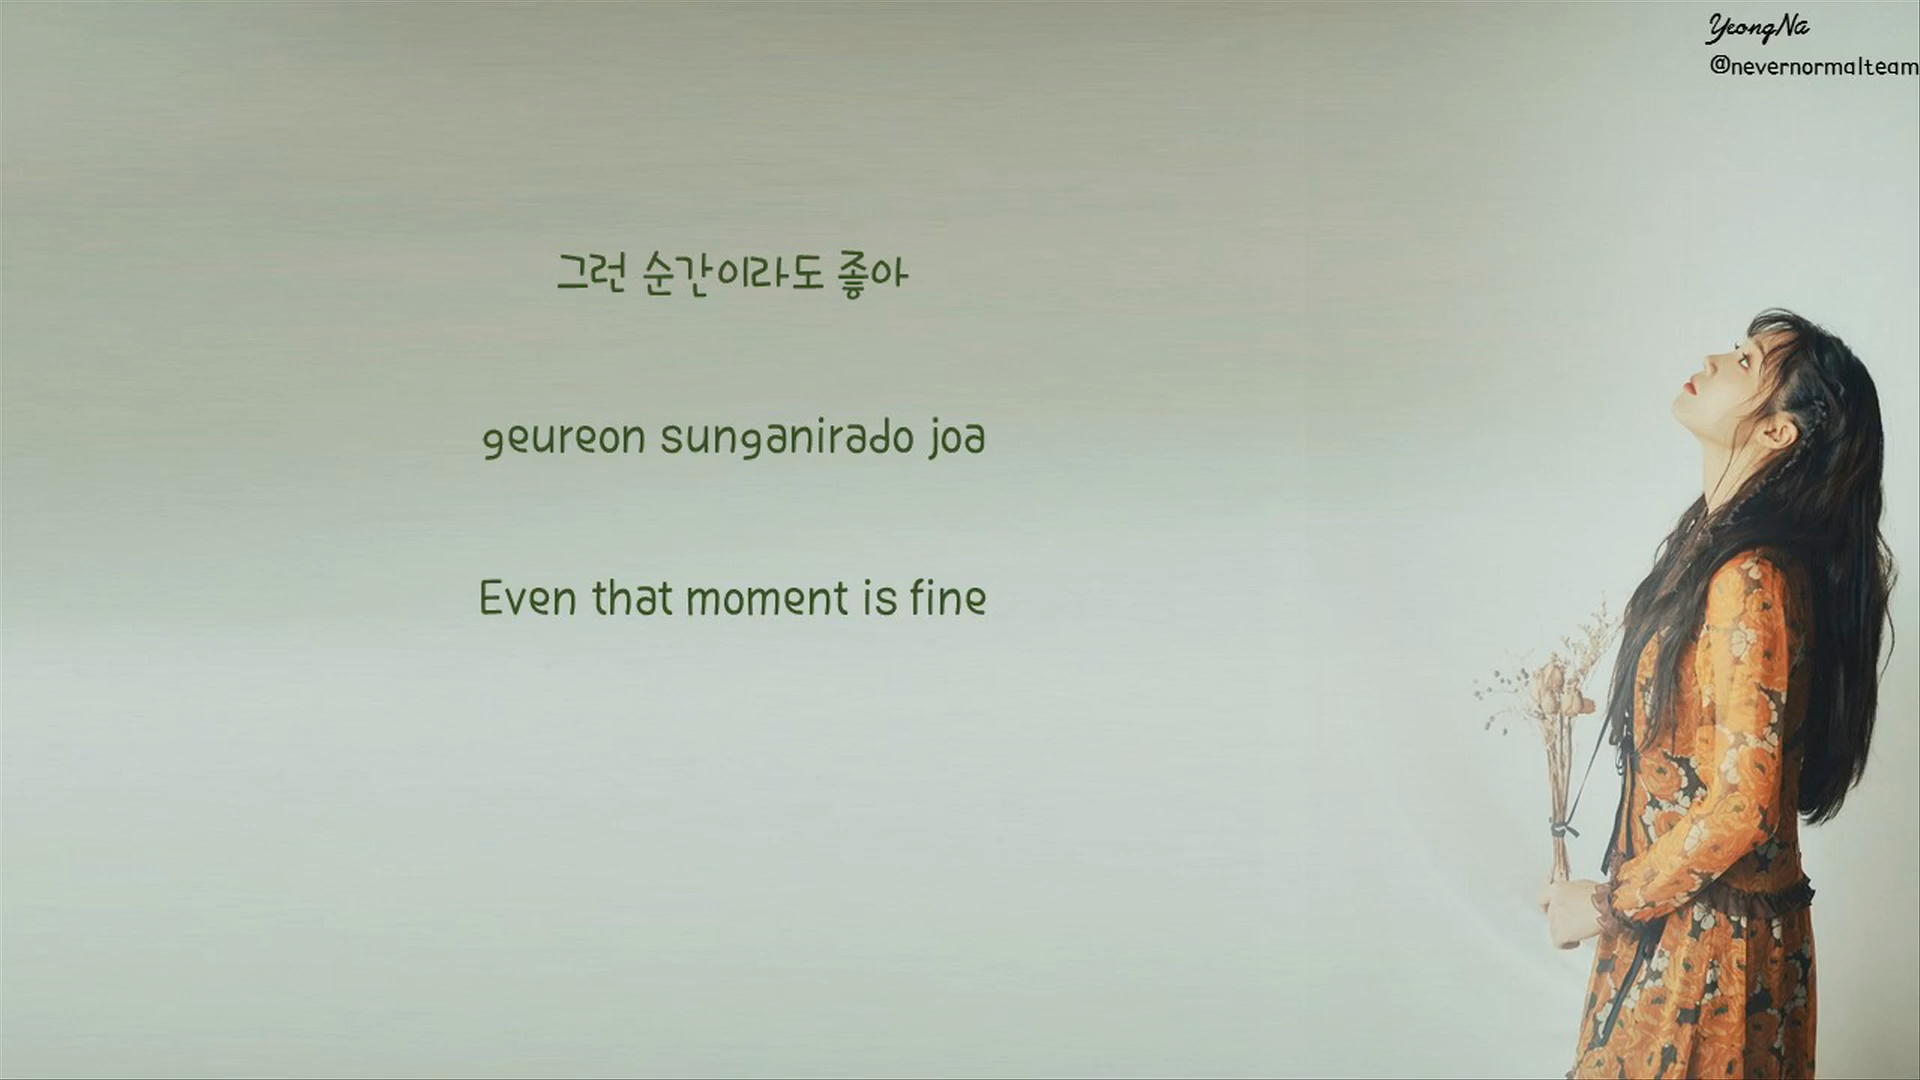 YeongNa
@nevernormalteam
그런 순간이라도 좋아
geureon sunganirado joa
Even that moment is fine